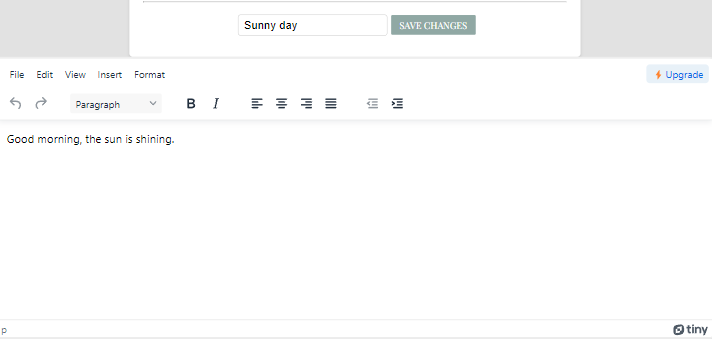 Sunny day SAVE CHANGES
File Edit View Insert Format Upgrade
Paragraph B I
Good morning, the sun is shining.
p tiny